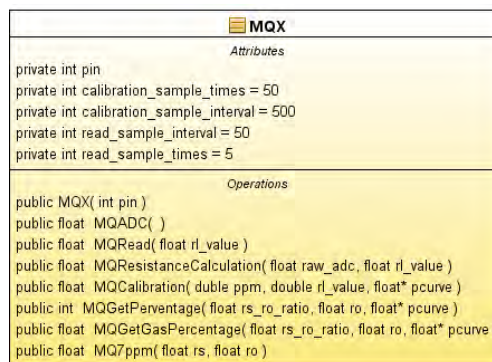 MQX
Attributes
private int pin
private int calibration_sample_times = 50
private int calibration_sample_interval = 500
private int read_sample_interval = 50
private int read_sample_times = 5
Operations
public MQX( int pin )
public float MQADC( )
public float MQRead( float rl_value )
public float MQResistanceCalculation( float raw_adc, float rl_value )
public float MQCalibration( duble ppm, double rl_value, float* pcurve )
public int MQGetPerventage( float rs_ro_ratio, float ro, float* pcurve )
public float MQGetGasPercentage( float rs_ro_ratio, float ro, float* pcurve
public float MQ7ppm( float rs, float ro )